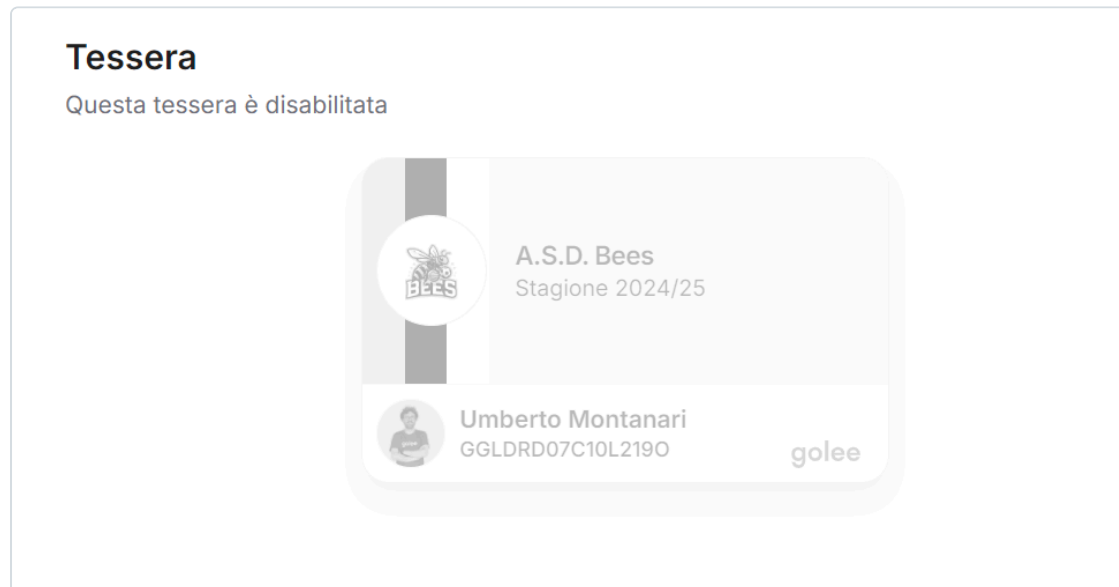 Tessera
Questa tessera è disabilitata
BEES
A.S.D. Bees
Stagione 2024/25
Umberto Montanari
GGLDRD07C10L219O
golee